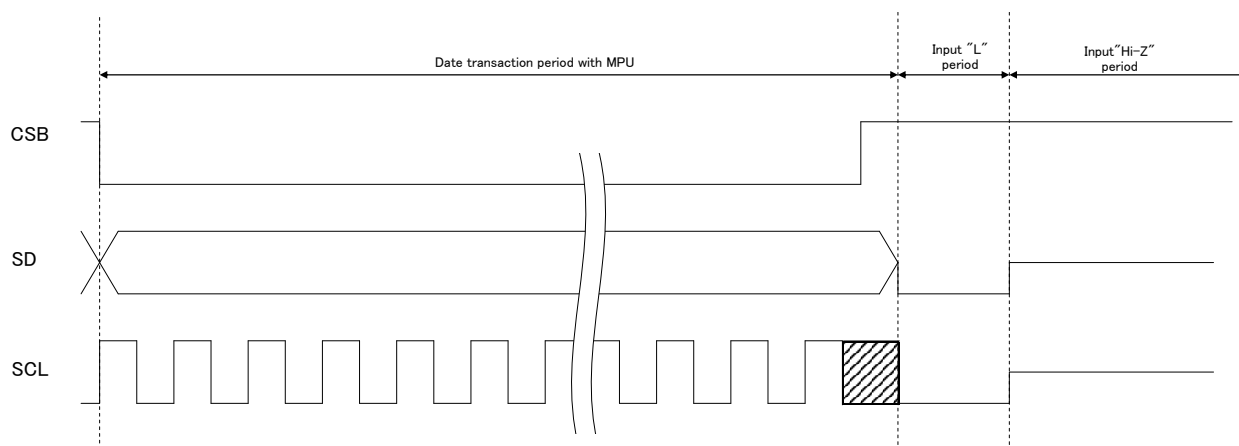 Date transaction period with MPU
Input "L"
period
Input"Hi-Z"
period
CSB
SD
SCL